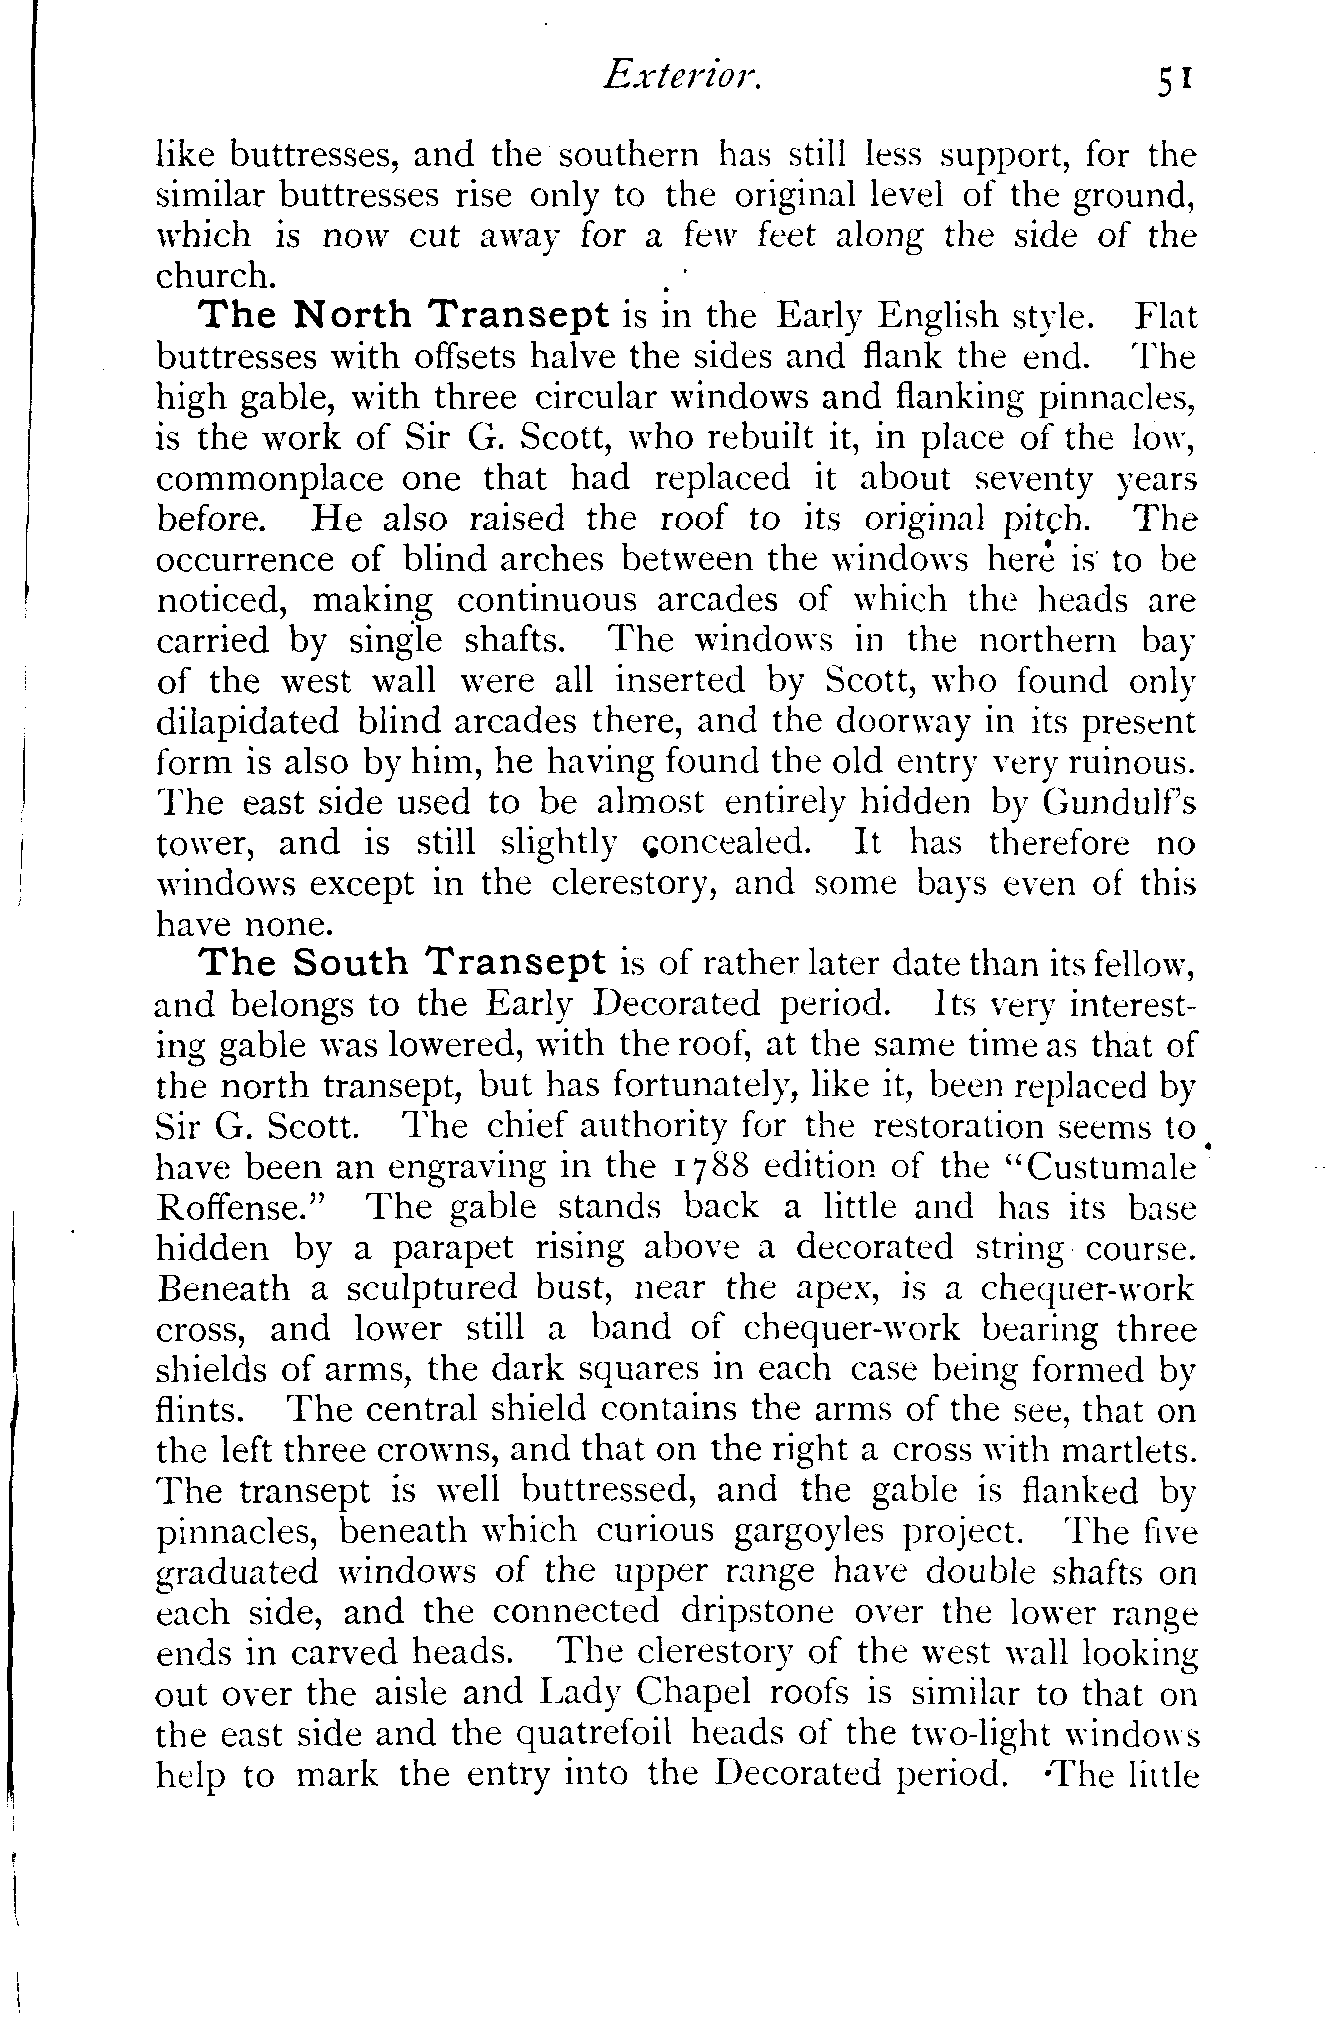 Exterior. 51
like buttresses, and the southern has still less support, for the
similar buttresses rise only to the original level of the ground,
which is now cut away for a few feet along the side of the
church.
The North Transept is in the Early English style. Flat
buttresses with offsets halve the sides and flank the end. The
high gable, with three circular windows and flanking pinnacles,
is the work of Sir G. Scott, who rebuilt it, in place of the low,
commonplace one that had replaced it about seventy years
before. He also raised the roof to its original pitch. The
occurrence of blind arches between the windows here is to be
noticed, making continuous arcades of which the heads are
carried by single shafts. The windows in the northern bay
of the west wall were all inserted by Scott, who found only
dilapidated blind arcades there, and the doorway in its present
form is also by him, he having found the old entry very ruinous.
The east side used to be almost entirely hidden by Gundulf's
tower, and is still slightly concealed. It has therefore no
windows except in the clerestory, and some bays even of this
have none.
The South Transept is of rather later date than its fellow,
and belongs to the Early Decorated period. Its very interest-
ing gable was lowered, with the roof, at the same time as that of
the north transept, but has fortunately, like it, been replaced by
Sir G. Scott. The chief authority for the restoration seems to
have been an engraving in the 1788 edition of the "Custumale
Roffense." The gable stands back a little and has its base
hidden by a parapet rising above a decorated string course.
Beneath a sculptured bust, near the apex, is a chequer-work
cross, and lower still a band of chequer-work bearing three
shields of arms, the dark squares in each case being formed by
flints. The central shield contains the arms of the see, that on
the left three crowns, and that on the right a cross with martlets.
The transept is well buttressed, and the gable is flanked by
pinnacles, beneath which curious gargoyles project. The five
graduated windows of the upper range have double shafts on
each side, and the connected dripstone over the lower range
ends in carved heads. The clerestory of the west wall looking
out over the aisle and Lady Chapel roofs is similar to that on
the east side and the quatrefoil heads of the two-light windows
help to mark the entry into the Decorated period. The little